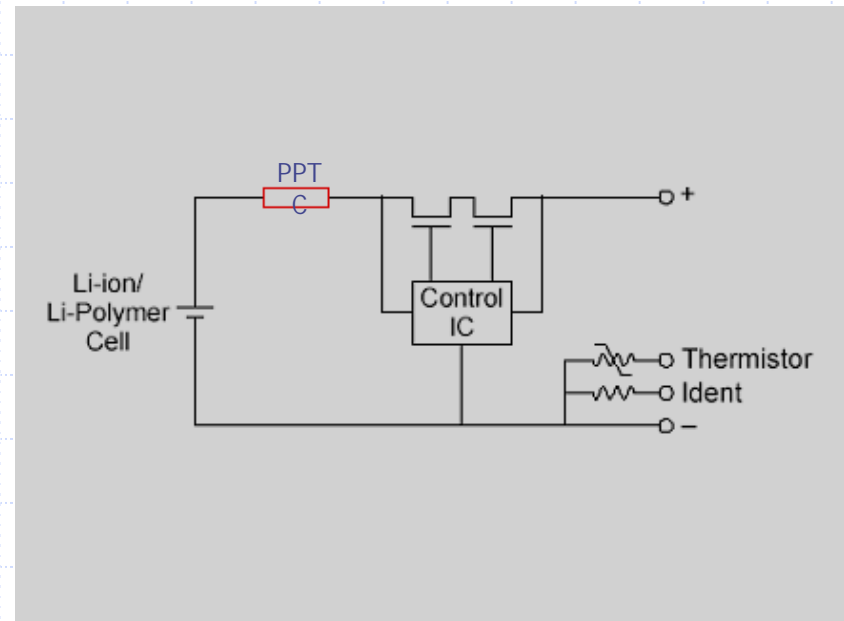 PPT
C
+
Li-ion/
Li-Polymer
Cell
Control
IC
Thermistor
Ident
–